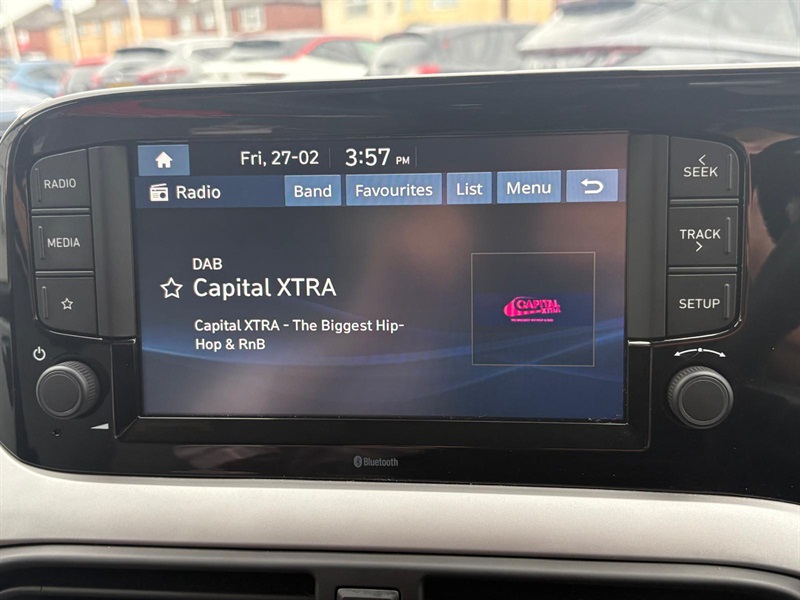 Fri, 27-02 3:57 PM
Radio Band Favourites List Menu
RADIO
MEDIA
DAB
Capital XTRA
Capital XTRA - The Biggest Hip-
Hop & RnB
CAPITAL
XTRA
SEEK
TRACK
SETUP
Bluetooth